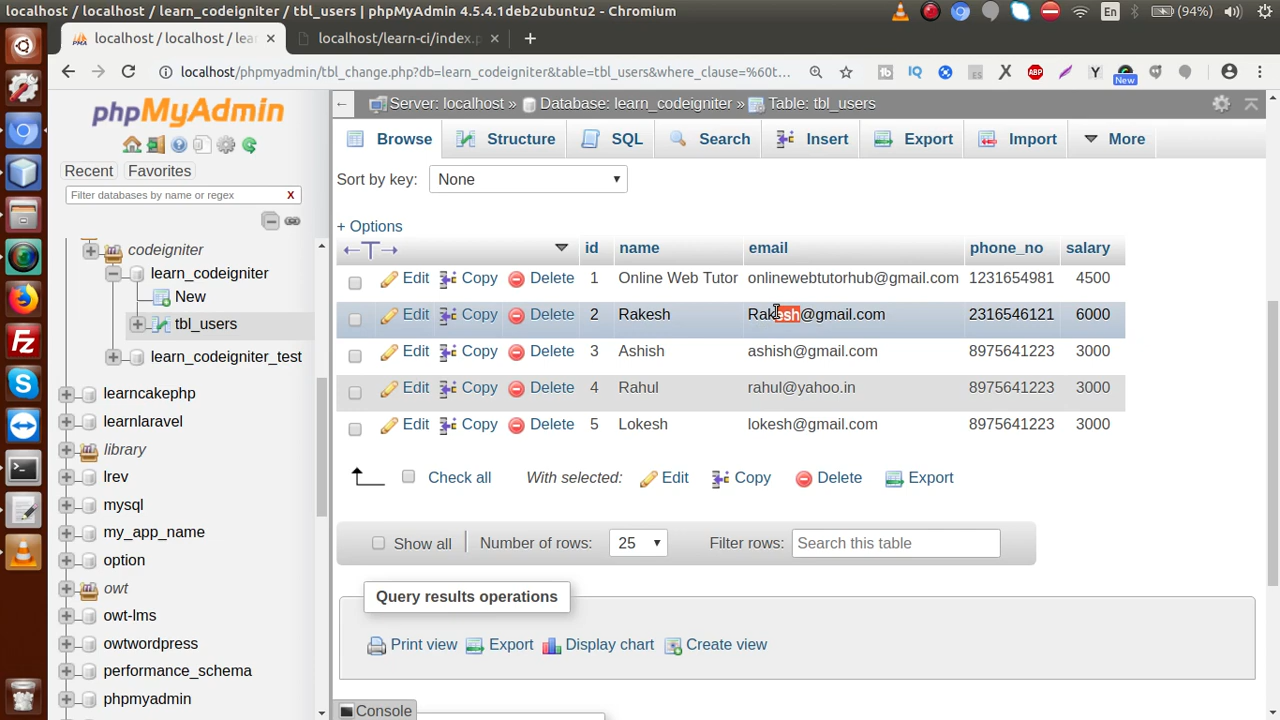 localhost / localhost / learn_codeigniter / tbl_users | phpMyAdmin 4.5.4.1deb2ubuntu2 - Chromium
En
(94%)
localhost / localhost / lea
localhost/learn-ci/index.p
localhost/phpmyadmin/tbl_change.php?db=learn_codeigniter&table=tbl_users&where_clause=%60t...
IQ
ABP
Y
New
phpMyAdmin
Recent Favorites
Filter databases by name or regex X
codeigniter
learn_codeigniter
New
tbl_users
learn_codeigniter_test
learncakephp
learnlaravel
library
lrev
mysql
my_app_name
option
owt
owt-lms
owtwordpress
performance_schema
phpmyadmin
Server: localhost » Database: learn_codeigniter » Table: tbl_users
Browse Structure SQL Search Insert Export Import More
Sort by key: None
+ Options
←T→ id name email phone_no salary
Edit Copy Delete 1 Online Web Tutor onlinewebtutorhub@gmail.com 1231654981 4500
Edit Copy Delete 2 Rakesh Rakesh@gmail.com 2316546121 6000
Edit Copy Delete 3 Ashish ashish@gmail.com 8975641223 3000
Edit Copy Delete 4 Rahul rahul@yahoo.in 8975641223 3000
Edit Copy Delete 5 Lokesh lokesh@gmail.com 8975641223 3000
Check all With selected: Edit Copy Delete Export
Show all Number of rows: 25 Filter rows: Search this table
Query results operations
Print view Export Display chart Create view
Console